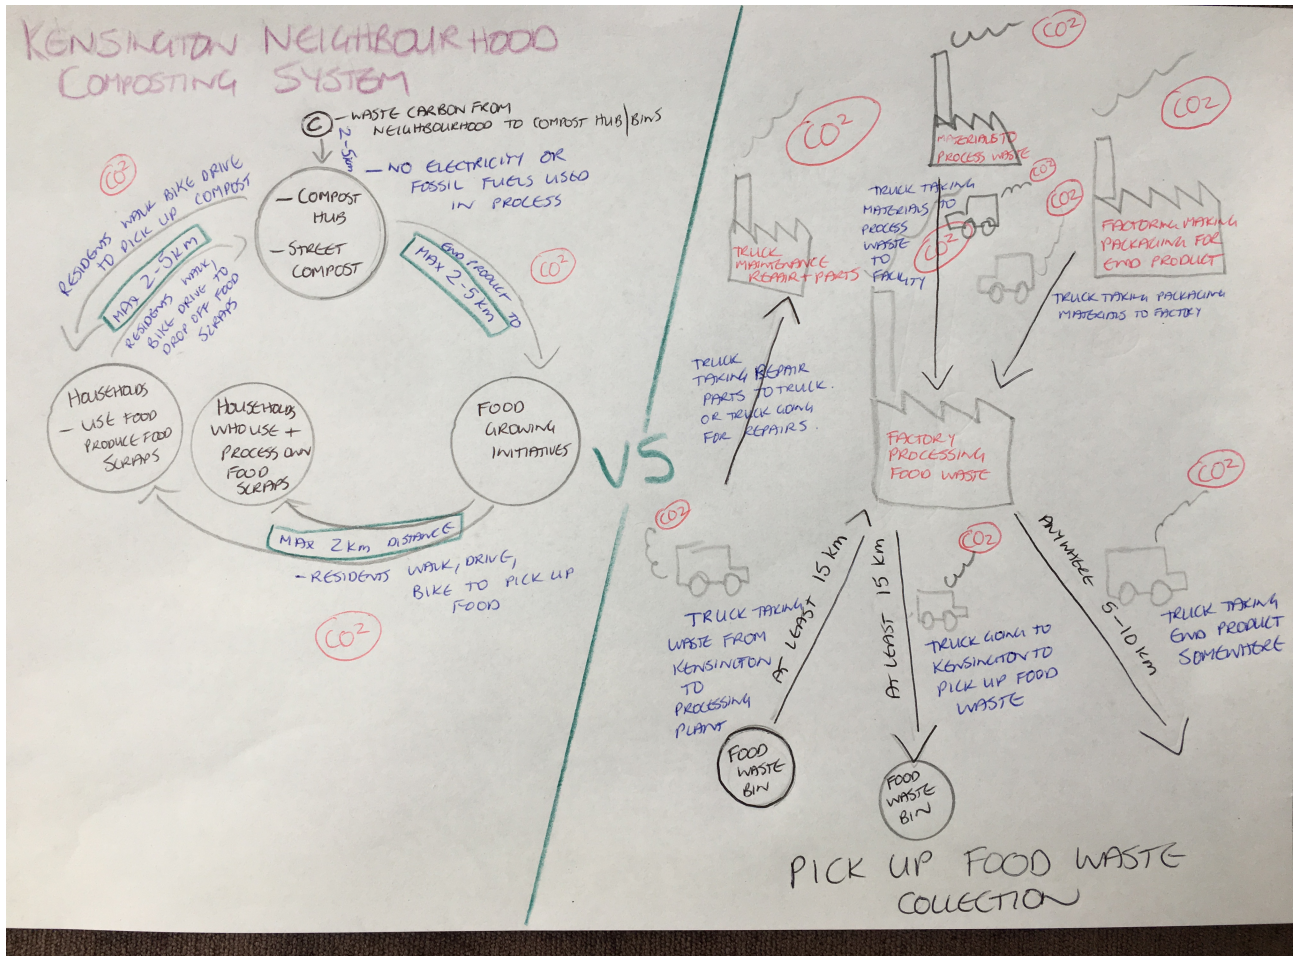 KENSINGTON NEIGHBOURHOOD
COMPOSTING SYSTEM
C - WASTE CARBON FROM
NEIGHBOURHOOD TO COMPOST HUB/BINS
2-5km
- NO ELECTRICITY OR
FOSSIL FUELS USED
IN PROCESS
CO²
RESIDENTS WALK BIKE DRIVE
TO PICK UP COMPOST
MAX 2-5KM
RESIDENTS WALK,
BIKE DRIVE TO
DROP OFF FOOD
SCRAPS
- COMPOST
HUB
- STREET
COMPOST
END PRODUCT TO
MAX 2-5 KM
CO²
HOUSEHOLDS
- USE FOOD
PRODUCE FOOD
SCRAPS
HOUSEHOLDS
WHO USE +
PROCESS OWN
FOOD
SCRAPS
FOOD
GROWING
INITIATIVES
MAX 2 KM DISTANCE
- RESIDENTS WALK, DRIVE,
BIKE TO PICK UP
FOOD
CO²
VS
CO²
CO²
CO²
MATERIALS TO
PROCESS WASTE
CO²
CO²
CO²
TRUCK TAKING
MATERIALS TO
PROCESS
WASTE
TO
FACILITY
TRUCK
MAINTENANCE
REPAIR + PARTS
FACTORING MAKING
PACKAGING FOR
END PRODUCT
TRUCK TAKING PACKAGING
MATERIALS TO FACTORY
TRUCK
TAKING REPAIR
PARTS TO TRUCK.
OR TRUCK GOING
FOR REPAIRS.
FACTORY
PROCESSING
FOOD WASTE
CO²
CO²
CO²
AT LEAST 15 KM
AT LEAST 15 KM
ANYWHERE 5-10 KM
TRUCK TAKING
WASTE FROM
KENSINGTON
TO
PROCESSING
PLANT
TRUCK GOING TO
KENSINGTON TO
PICK UP FOOD
WASTE
TRUCK TAKING
END PRODUCT
SOMEWHERE
FOOD
WASTE
BIN
FOOD
WASTE
BIN
PICK UP FOOD WASTE
COLLECTION